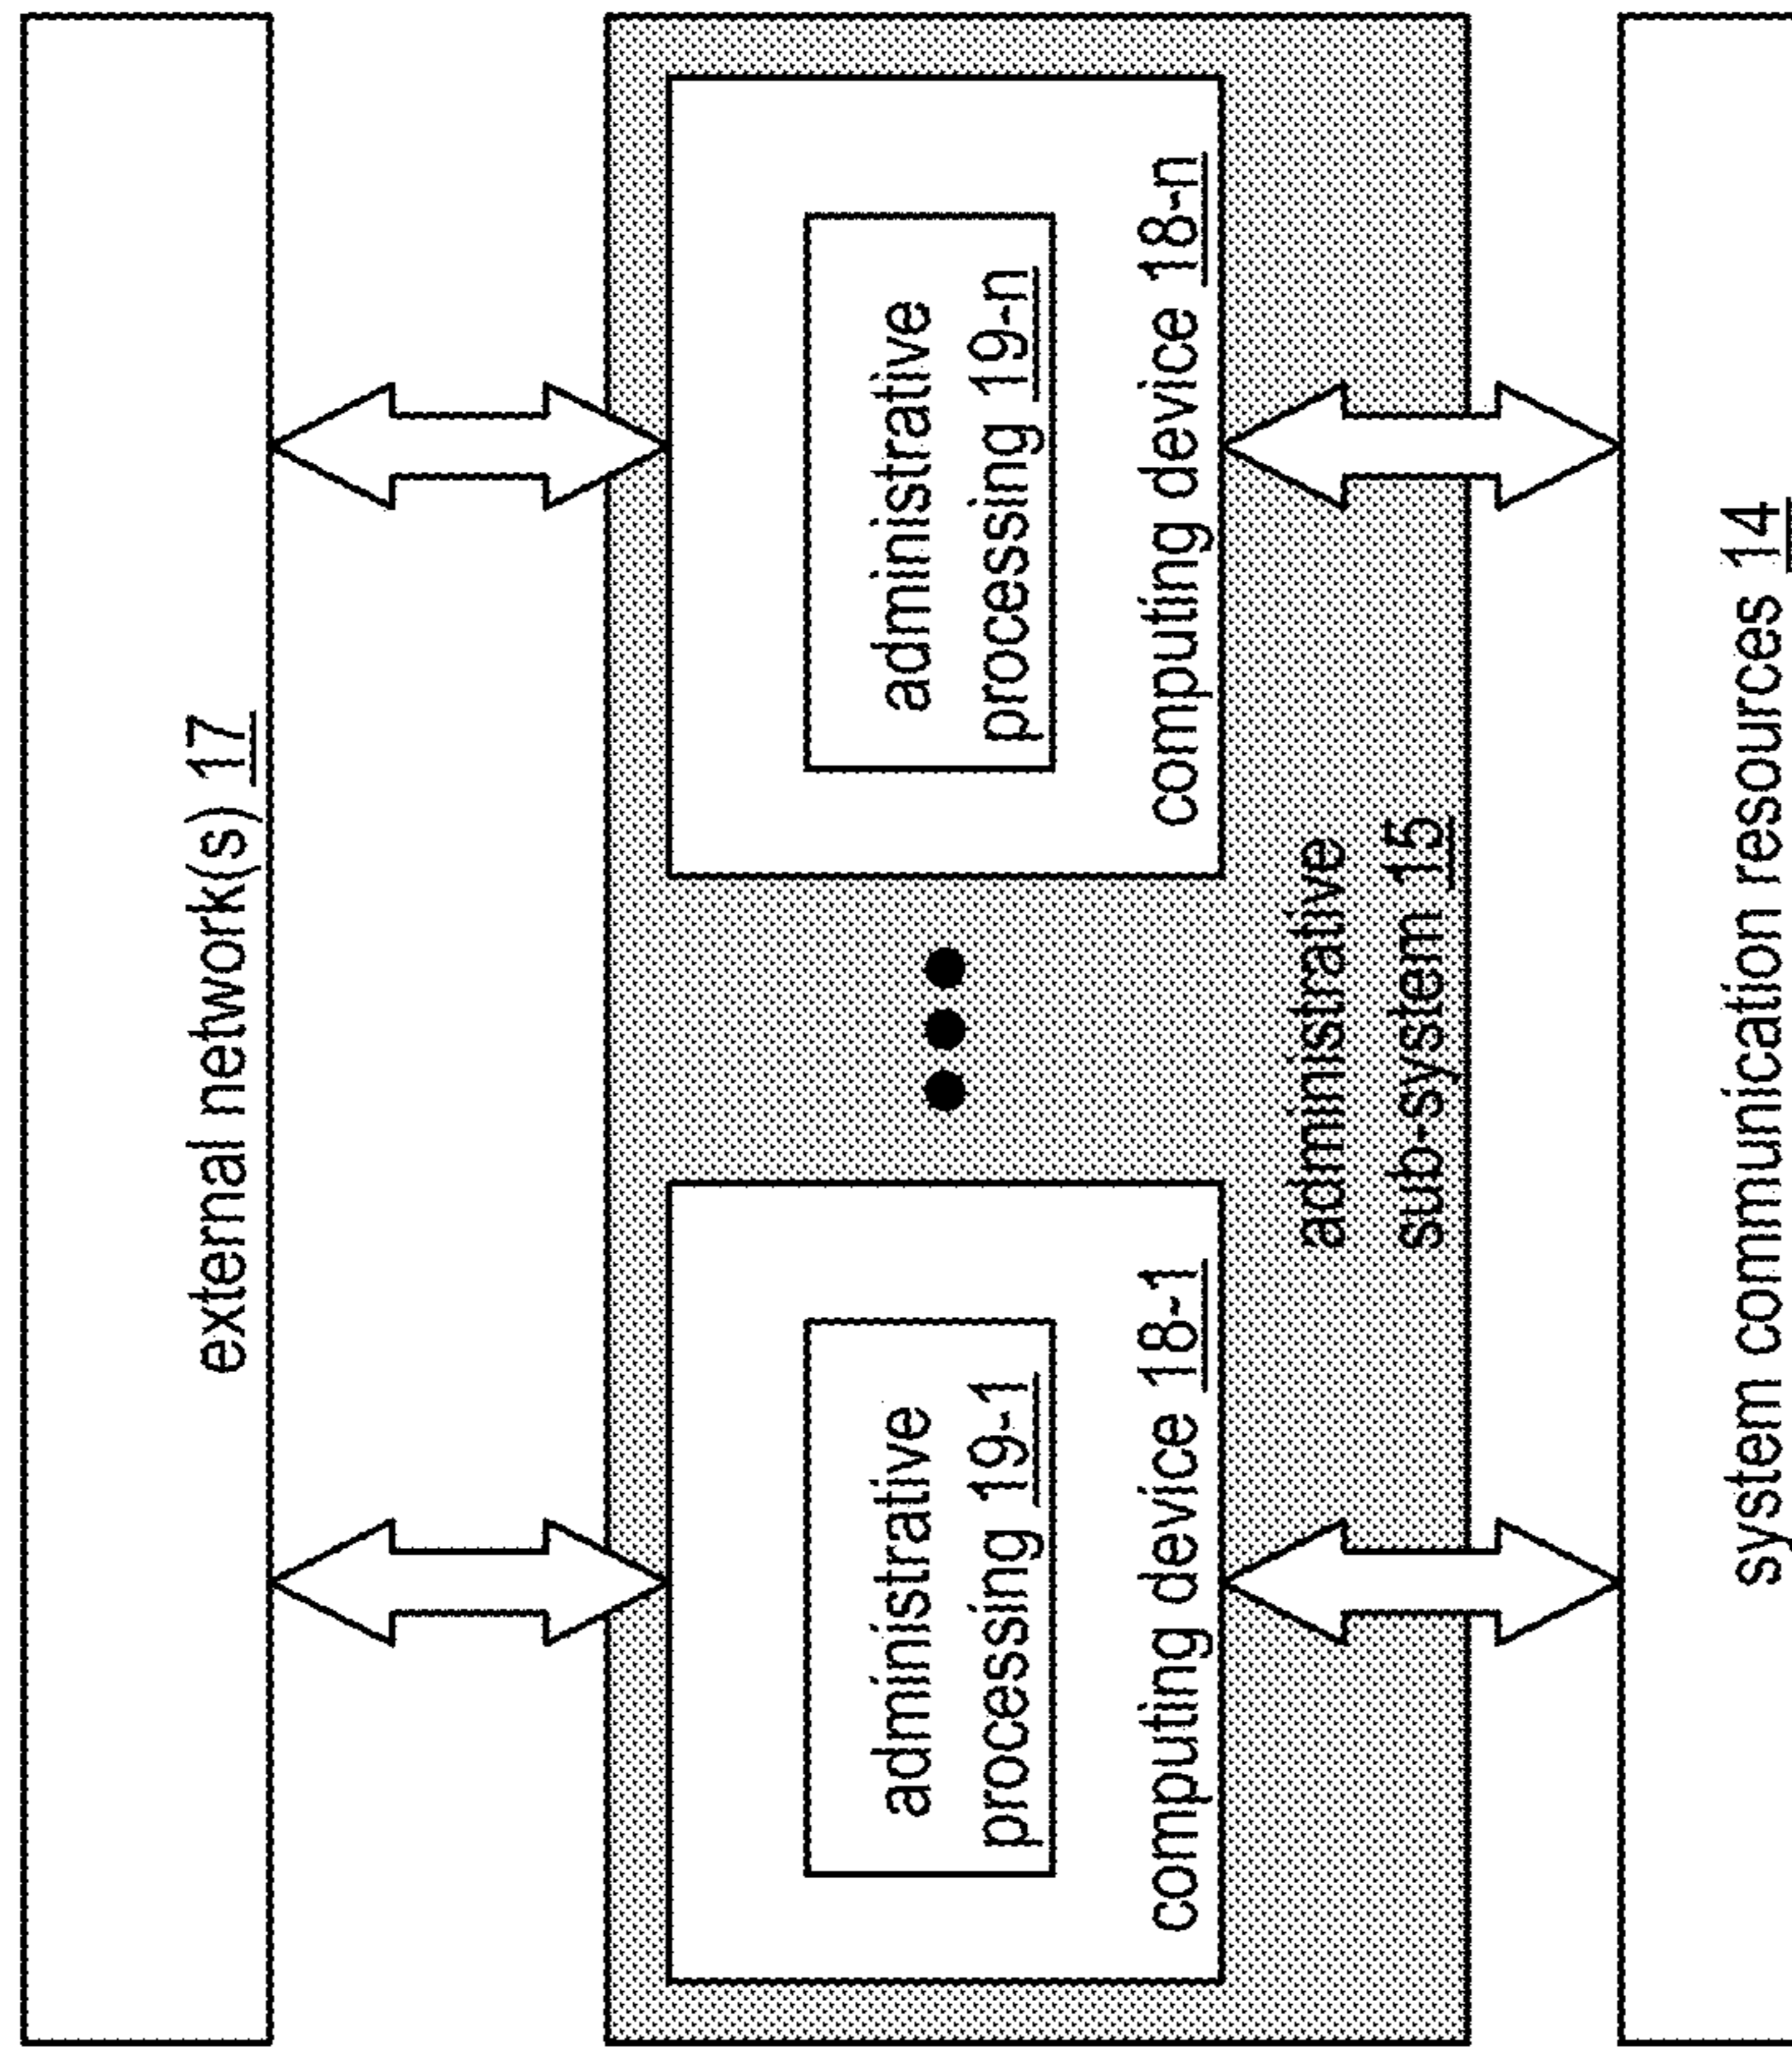 external network(s) 17
administrative
processing 19-1
computing device 18-1
administrative
processing 19-n
computing device 18-n
administrative
sub-system 15
system communication resources 14